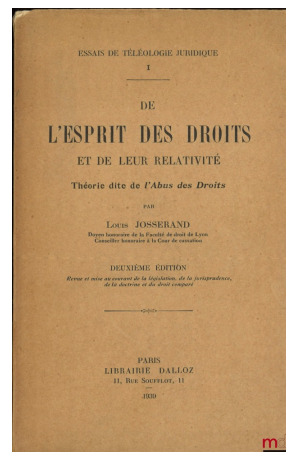 ESSAIS DE TÉLÉOLOGIE JURIDIQUE
I
DE
L'ESPRIT DES DROITS
ET DE LEUR RELATIVITÉ
Théorie dite de l'Abus des Droits
PAR
LOUIS JOSSERAND
Doyen honoraire de la Faculté de droit de Lyon
Conseiller honoraire à la Cour de cassation
DEUXIÈME ÉDITION
Revue et mise au courant de la législation, de la jurisprudence,
de la doctrine et du droit comparé
PARIS
LIBRAIRIE DALLOZ
11, RUE SOUFFLOT, 11
1939